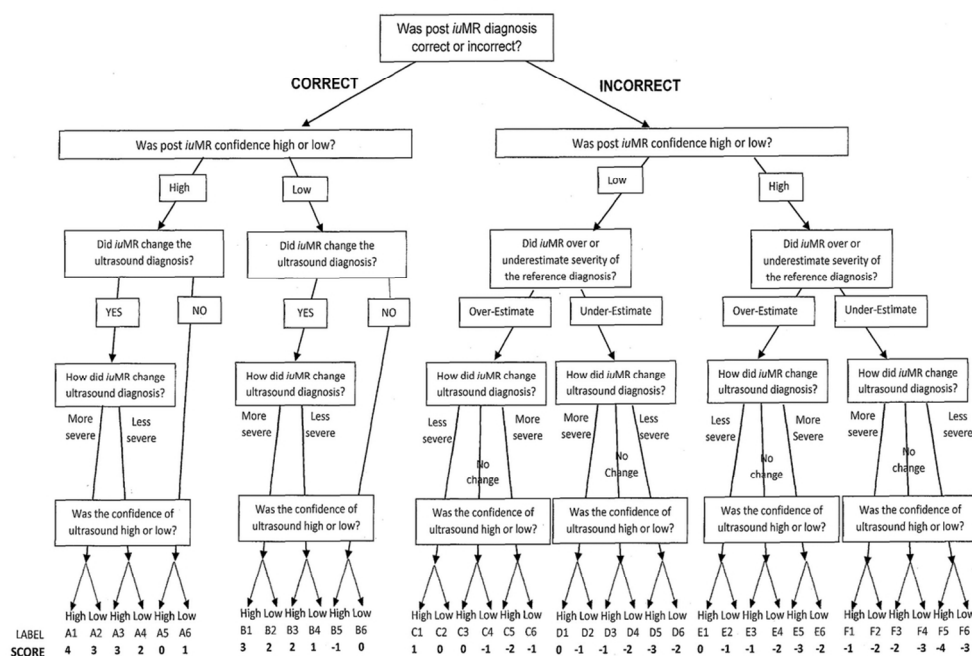 Was post iuMR diagnosis
correct or incorrect?
CORRECT
INCORRECT
Was post iuMR confidence high or low?
Was post iuMR confidence high or low?
High
Low
Low
High
Did iuMR change the
ultrasound diagnosis?
Did iuMR change the
ultrasound diagnosis?
Did iuMR over or
underestimate severity of
the reference diagnosis?
Did iuMR over or
underestimate severity of
the reference diagnosis?
YES
NO
YES
NO
Over-Estimate
Under-Estimate
Over-Estimate
Under-Estimate
How did iuMR change
ultrasound diagnosis?
How did iuMR change
ultrasound diagnosis?
How did iuMR change
ultrasound diagnosis?
How did iuMR change
ultrasound diagnosis?
How did iuMR change
ultrasound diagnosis?
How did iuMR change
ultrasound diagnosis?
More
severe
Less
severe
More
severe
Less
severe
Less
severe
No
change
More
severe
More
severe
No
Change
Less
severe
Less
severe
No
change
More
Severe
More
severe
No
change
Less
severe
Was the confidence of
ultrasound high or low?
Was the confidence of
ultrasound high or low?
Was the confidence of
ultrasound high or low?
Was the confidence of
ultrasound high or low?
Was the confidence of
ultrasound high or low?
Was the confidence of
ultrasound high or low?
High Low High Low High Low High Low High Low High Low High Low High Low High Low High Low High Low High Low High Low High Low High Low High Low High Low High Low
LABEL A1 A2 A3 A4 A5 A6 B1 B2 B3 B4 B5 B6 C1 C2 C3 C4 C5 C6 D1 D2 D3 D4 D5 D6 E1 E2 E3 E4 E5 E6 F1 F2 F3 F4 F5 F6
SCORE 4 3 3 2 0 1 3 2 2 1 -1 0 1 0 0 -1 -2 -1 0 -1 -1 -2 -3 -2 0 -1 -1 -2 -3 -2 -1 -2 -2 -3 -4 -3